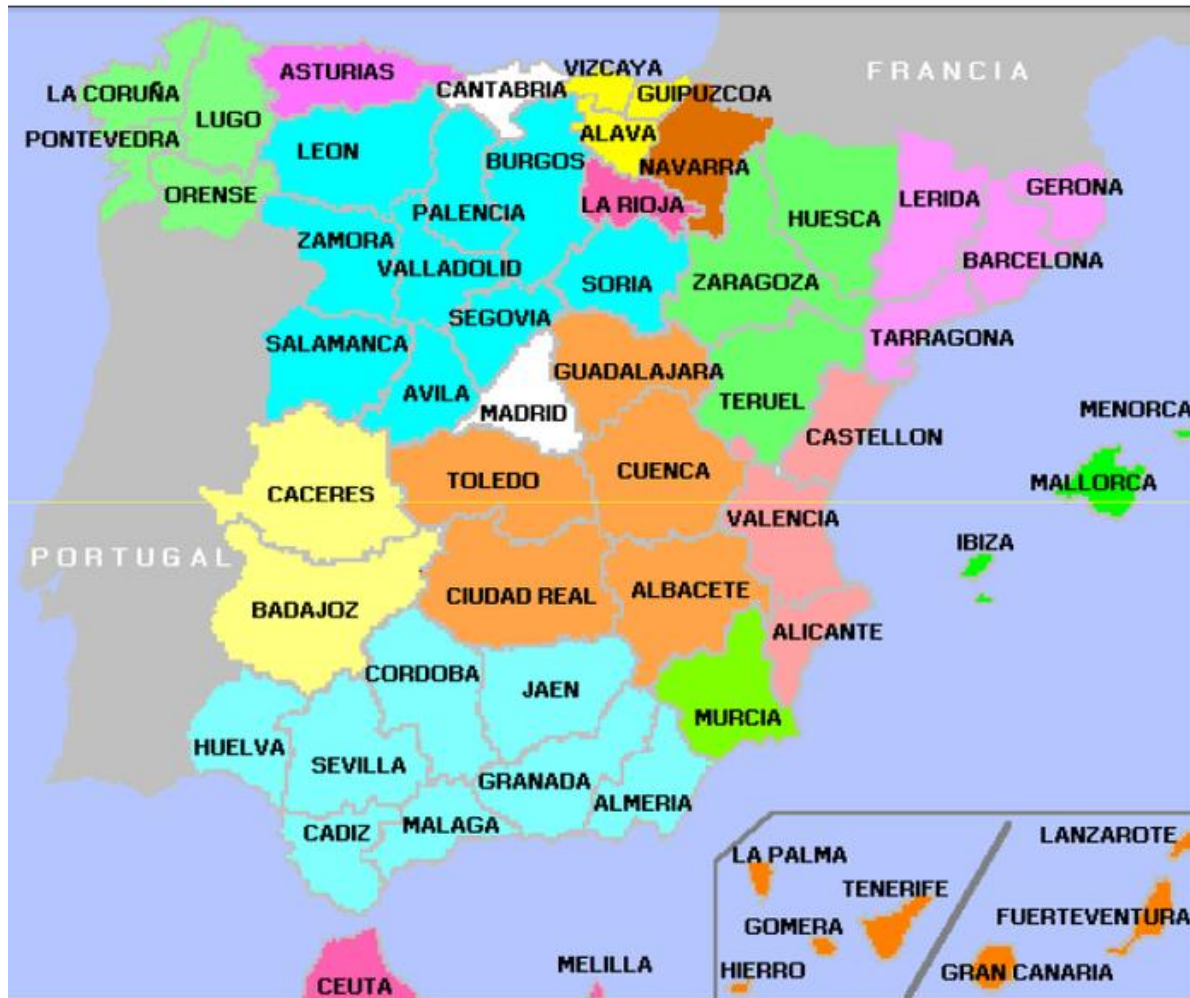 VIZCAYA
FRANCIA
ASTURIAS
CANTABRIA
GUIPUZCOA
LA CORUÑA
LUGO
ALAVA
PONTEVEDRA
LEON
BURGOS
NAVARRA
ORENSE
PALENCIA
LA RIOJA
HUESCA
LERIDA
GERONA
ZAMORA
VALLADOLID
SORIA
ZARAGOZA
BARCELONA
SEGOVIA
SALAMANCA
TARRAGONA
GUADALAJARA
AVILA
MADRID
TERUEL
CASTELLON
MENORCA
CACERES
TOLEDO
CUENCA
MALLORCA
VALENCIA
PORTUGAL
IBIZA
BADAJOZ
CIUDAD REAL
ALBACETE
ALICANTE
CORDOBA
JAEN
MURCIA
HUELVA
SEVILLA
GRANADA
ALMERIA
CADIZ
MALAGA
LA PALMA
LANZAROTE
TENERIFE
GOMERA
FUERTEVENTURA
HIERRO
GRAN CANARIA
MELILLA
CEUTA